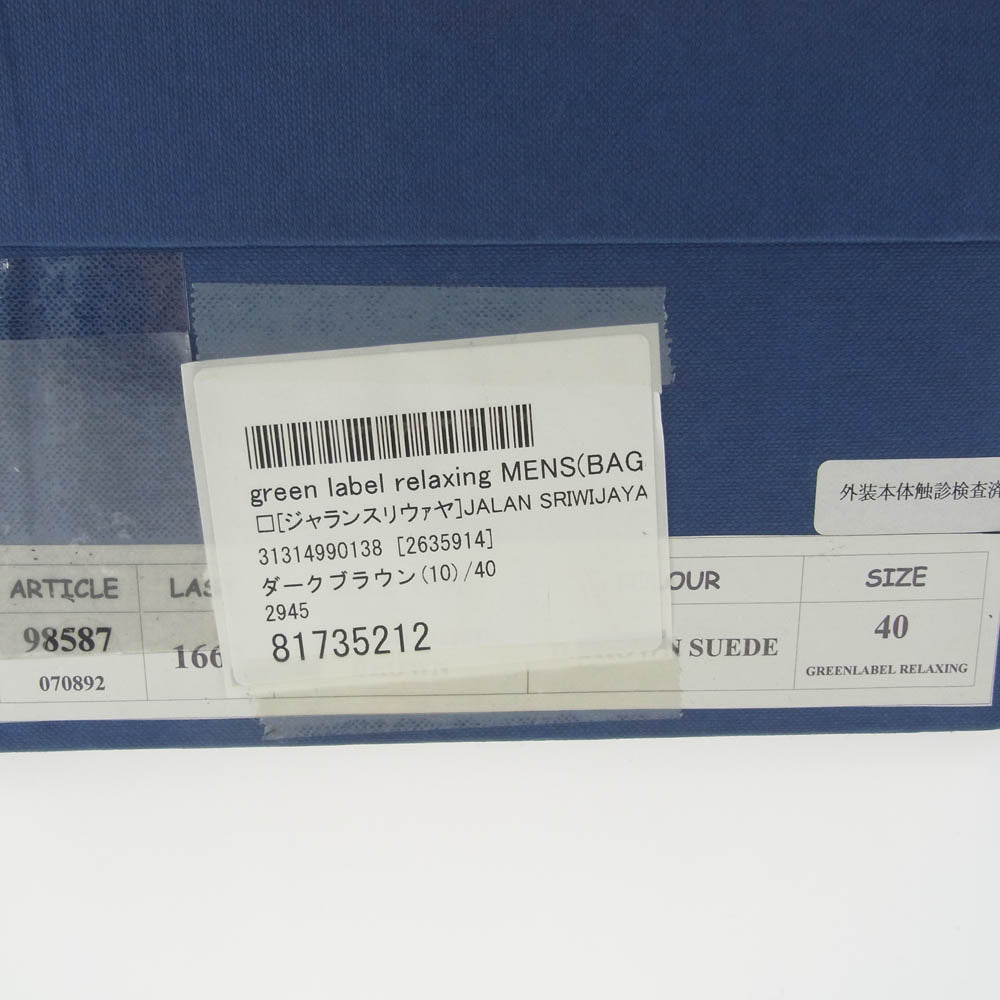 green label relaxing MENS(BAG
□[ジャランスリウァヤ]JALAN SRIWIJAYA
31314990138 [2635914]
ダークブラウン(10)/40
2945
81735212
外装本体触診検査済
ARTICLE LAS OUR SIZE
98587 166 N SUEDE 40
070892 GREENLABEL RELAXING